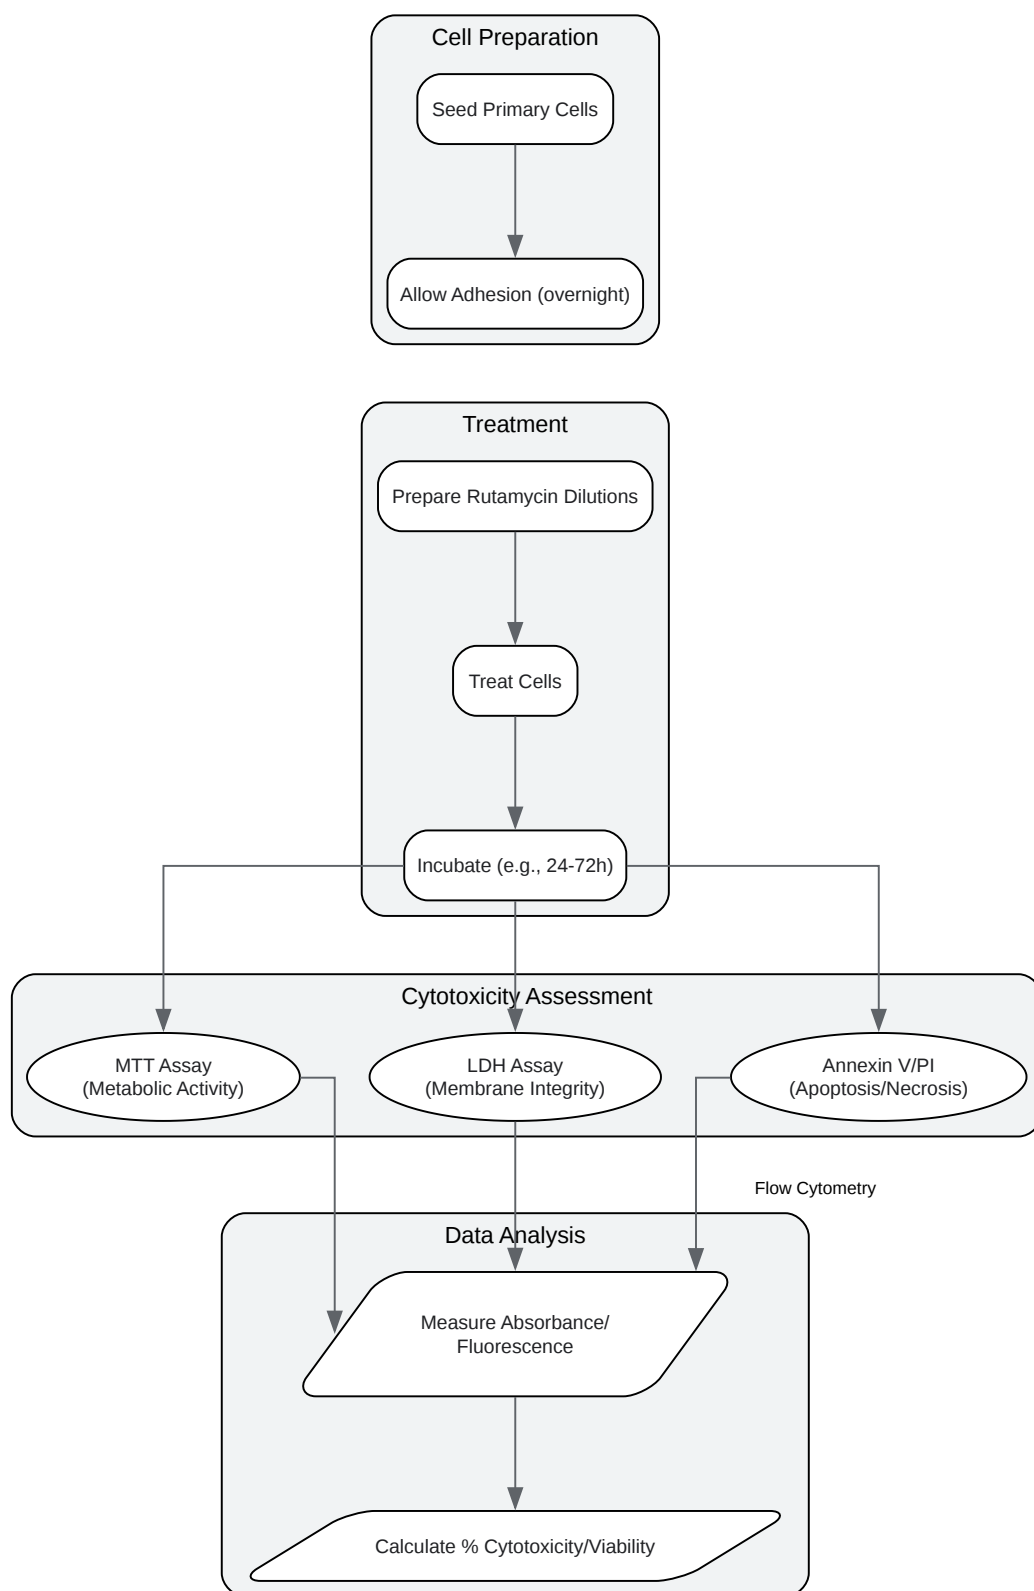 Cell Preparation
Seed Primary Cells
Allow Adhesion (overnight)
Treatment
Prepare Rutamycin Dilutions
Treat Cells
Incubate (e.g., 24-72h)
Cytotoxicity Assessment
MTT Assay
(Metabolic Activity)
LDH Assay
(Membrane Integrity)
Annexin V/PI
(Apoptosis/Necrosis)
Flow Cytometry
Data Analysis
Measure Absorbance/
Fluorescence
Calculate % Cytotoxicity/Viability